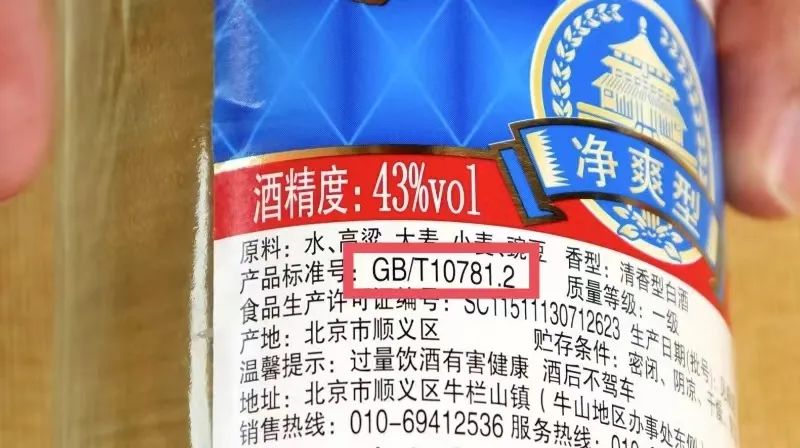 净爽型
酒精度：43%vol
原料：水、高粱、大麦、小麦、豌豆 香型：清香型白酒
产品标准号：GB/T10781.2 质量等级：一级
食品生产许可证编号：SC11511130712623 生产日期(批号)：
产地：北京市顺义区 贮存条件：密闭、阴凉、干燥
温馨提示：过量饮酒有害健康 酒后不驾车
地址：北京市顺义区牛栏山镇（牛山地区办事处右侧
销售热线：010-69412536 服务热线：010-